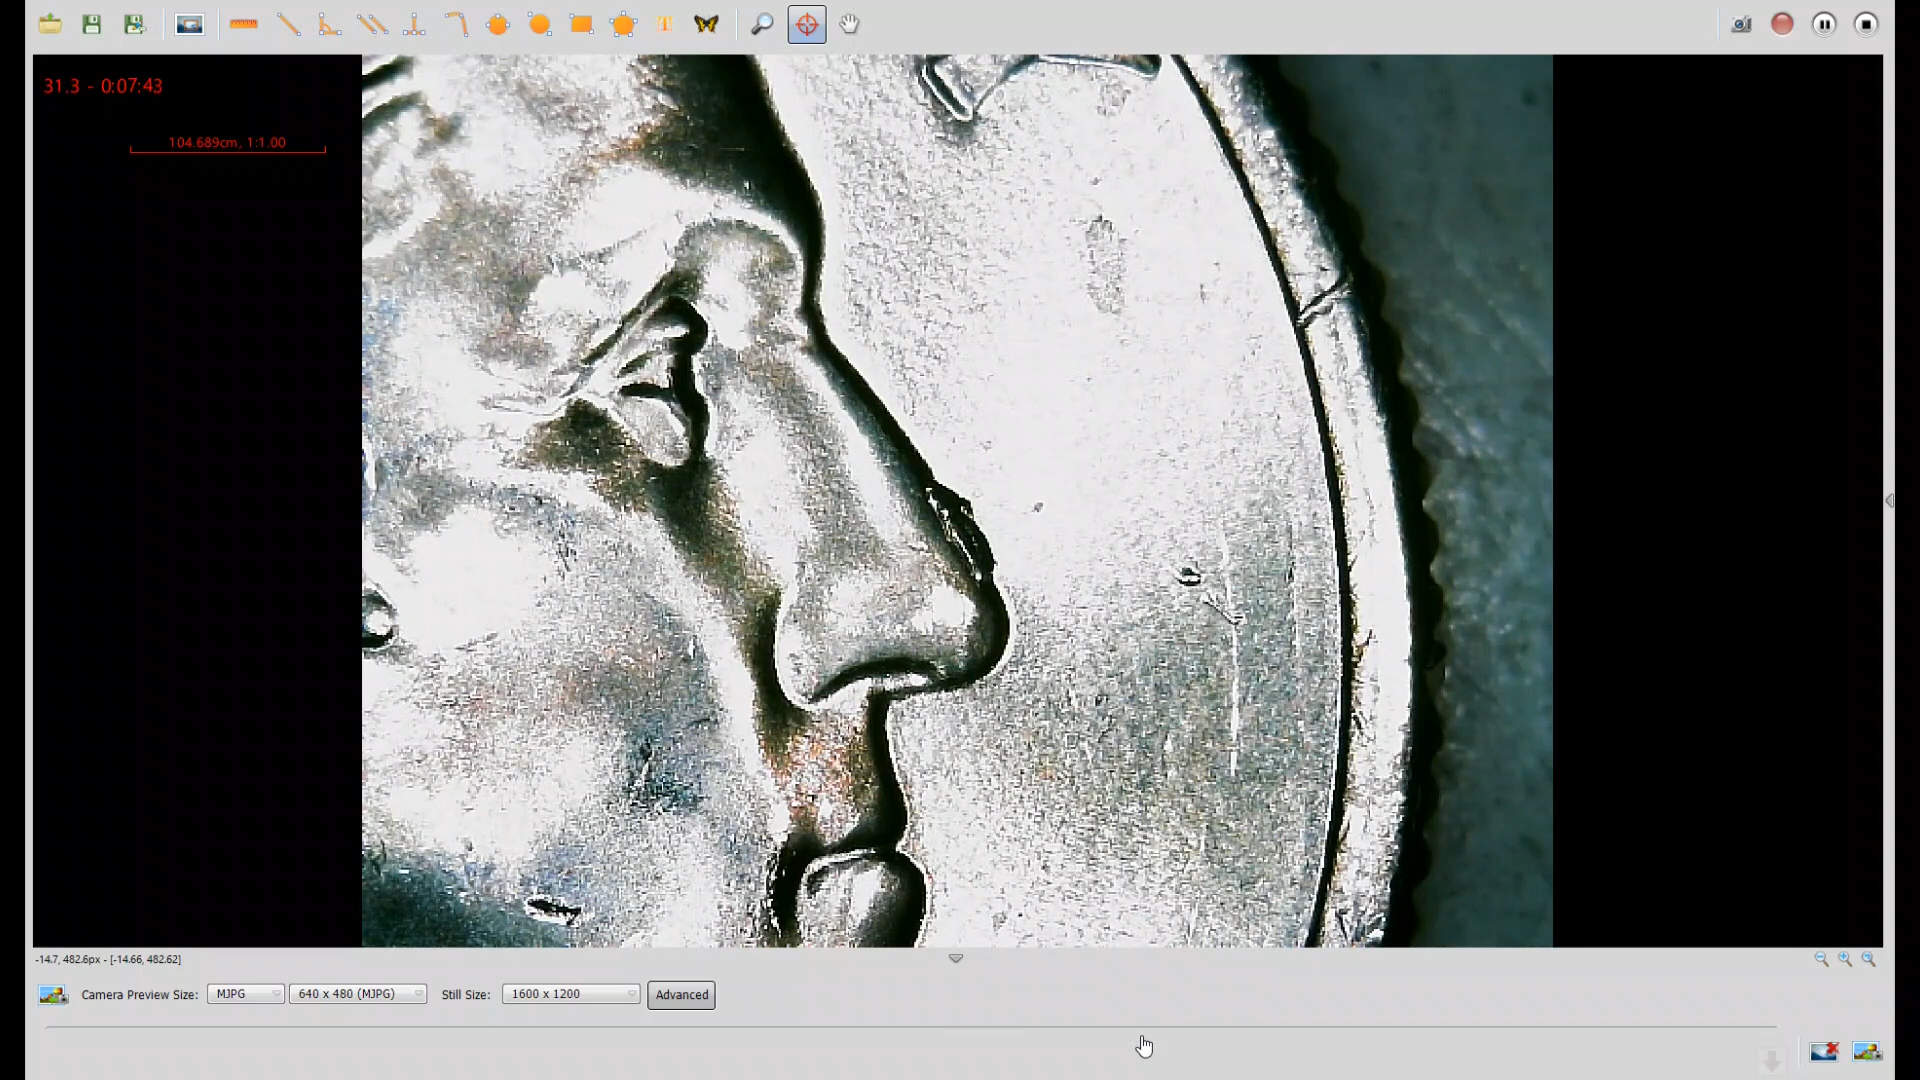 T
31.3 - 0:07:43
104.689cm, 1:1.00
-14.7, 482.6px - [-14.66, 482.62]
Camera Preview Size: MJPG 640 x 480 (MJPG) Still Size: 1600 x 1200 Advanced